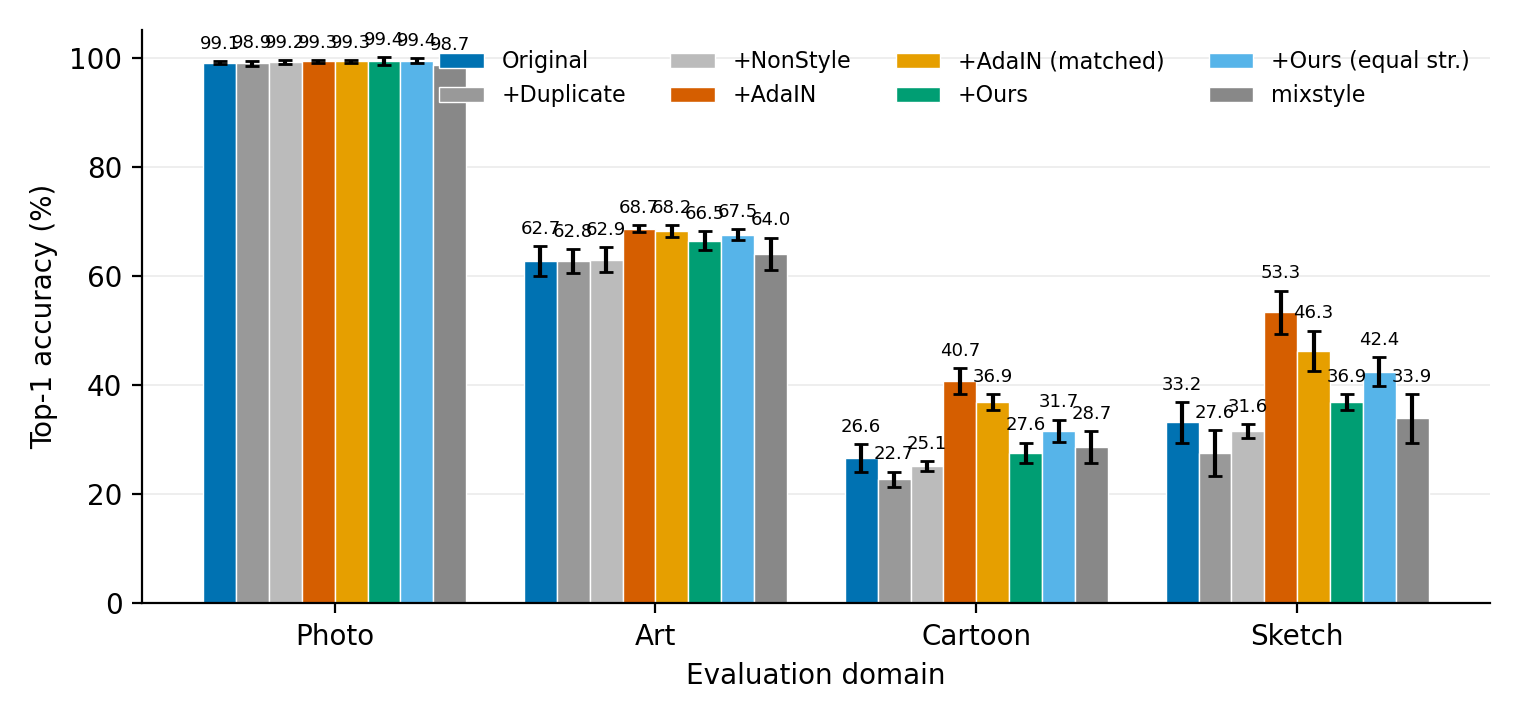 99.1 98.9 99.2 99.3 99.3 99.4 99.4 98.7
Original +NonStyle +AdaIN (matched) +Ours (equal str.)
+Duplicate +AdaIN +Ours mixstyle
62.7 62.8 62.9 68.7 68.2 66.5 67.5 64.0
26.6 22.7 25.1 40.7 36.9 27.6 31.7 28.7
33.2 27.6 31.6 53.3 46.3 36.9 42.4 33.9
Top-1 accuracy (%)
100
80
60
40
20
0
Photo Art Cartoon Sketch
Evaluation domain